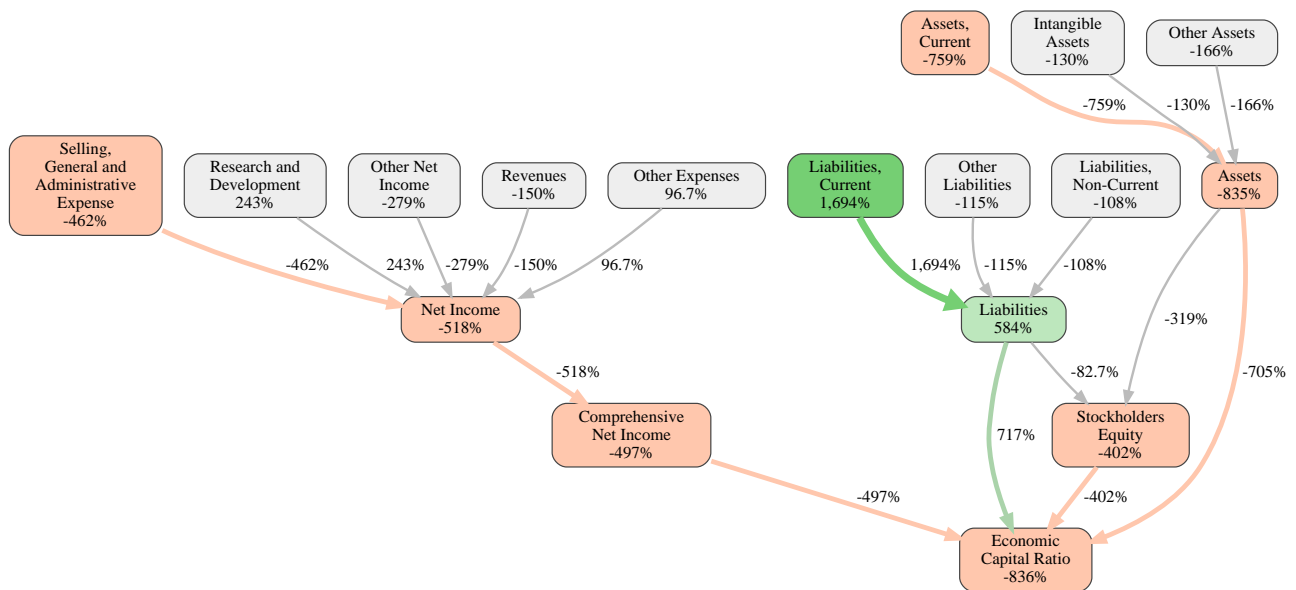 Assets,
Current
-759%
Intangible
Assets
-130%
Other Assets
-166%
-759%
-130%
-166%
Selling,
General and
Administrative
Expense
-462%
Research and
Development
243%
Other Net
Income
-279%
Revenues
-150%
Other Expenses
96.7%
Liabilities,
Current
1,694%
Other
Liabilities
-115%
Liabilities,
Non-Current
-108%
Assets
-835%
-462%
243%
-279%
-150%
96.7%
1,694%
-115%
-108%
Net Income
-518%
Liabilities
584%
-319%
-518%
-82.7%
-705%
Comprehensive
Net Income
-497%
717%
Stockholders
Equity
-402%
-497%
-402%
Economic
Capital Ratio
-836%